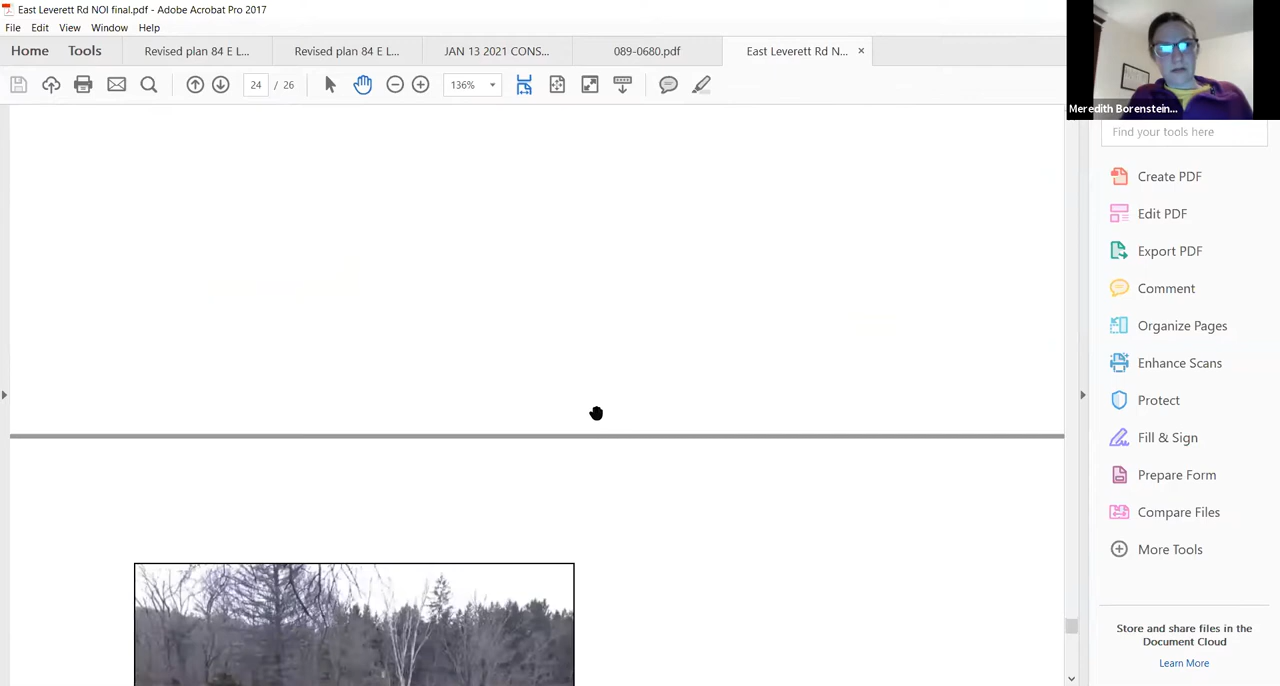 East Leverett Rd NOI final.pdf - Adobe Acrobat Pro 2017
File Edit View Window Help
Home Tools Revised plan 84 E L... Revised plan 84 E L... JAN 13 2021 CONS... 089-0680.pdf East Leverett Rd N... ×
24 / 26 136%
Meredith Borenstein...
Find your tools here
Create PDF
Edit PDF
Export PDF
Comment
Organize Pages
Enhance Scans
Protect
Fill & Sign
Prepare Form
Compare Files
More Tools
Store and share files in the
Document Cloud
Learn More